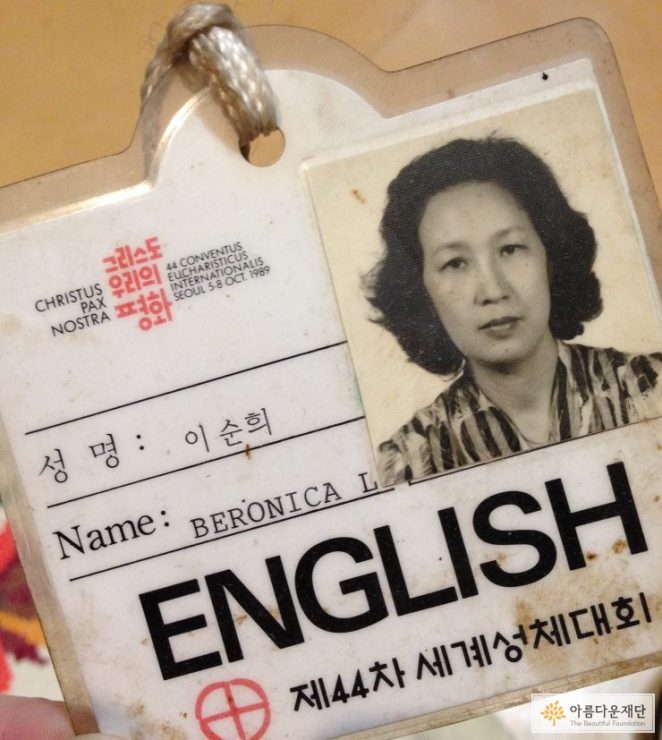 CHRISTUS
PAX
NOSTRA
그리스도
우리의
평화
44 CONVENTUS
EUCHARISTICUS
INTERNATIONALIS
SEOUL 5-8 OCT. 1989
성 명 : 이순희
Name: BERONICA L
ENGLISH
제44차 세계성체대회
아름다운재단
The Beautiful Foundation